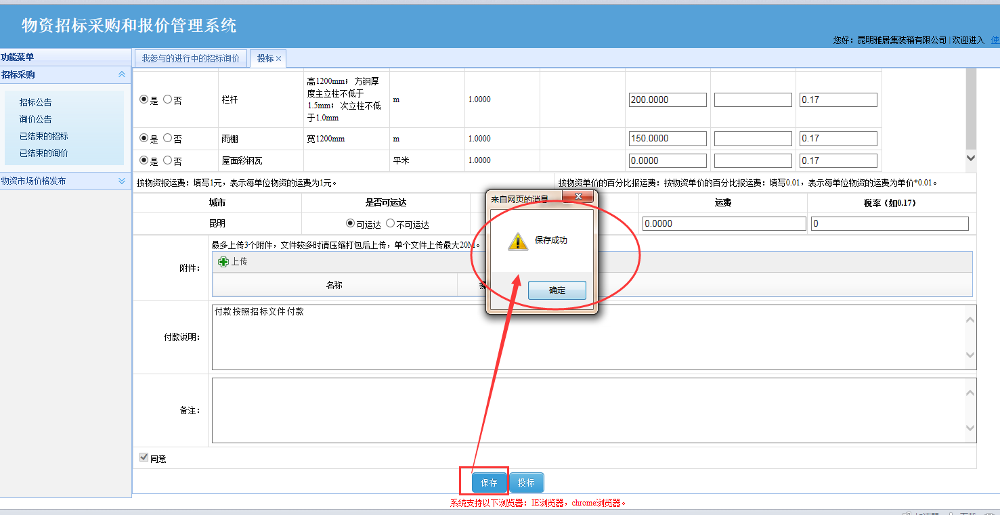 物资招标采购和报价管理系统
您好：昆明雅居集装箱有限公司 | 欢迎进入
功能菜单
我参与的进行中的招标询价
投标 ×
招标采购
招标公告
询价公告
已结束的招标
已结束的询价
物资市场价格发布
是 否 栏杆 高1200mm； 方钢厚 m 1.0000 200.0000 0.17
度主立柱不低于
1.5mm； 次立柱不低
于1.0mm
是 否 雨棚 宽1200mm m 1.0000 150.0000 0.17
是 否 屋面彩钢瓦 平米 1.0000 0.0000 0.17
按物资报运费：填写1元，表示每单位物资的运费为1元。
按物资单价的百分比报运费：按物资单价的百分比报运费：填写0.01，表示每单位物资的运费为单价*0.01。
城市 是否可运达 运费 税率（如0.17）
昆明 可运达 不可运达 0.0000 0
来自网页的消息
保存成功
确定
附件：
最多上传3个附件，文件较多时请压缩打包后上传，单个文件上传最大20M。
上传
名称
付款说明：
付款按照招标文件付款
备注：
同意
保存 投标
系统支持以下浏览器：IE浏览器，chrome浏览器。